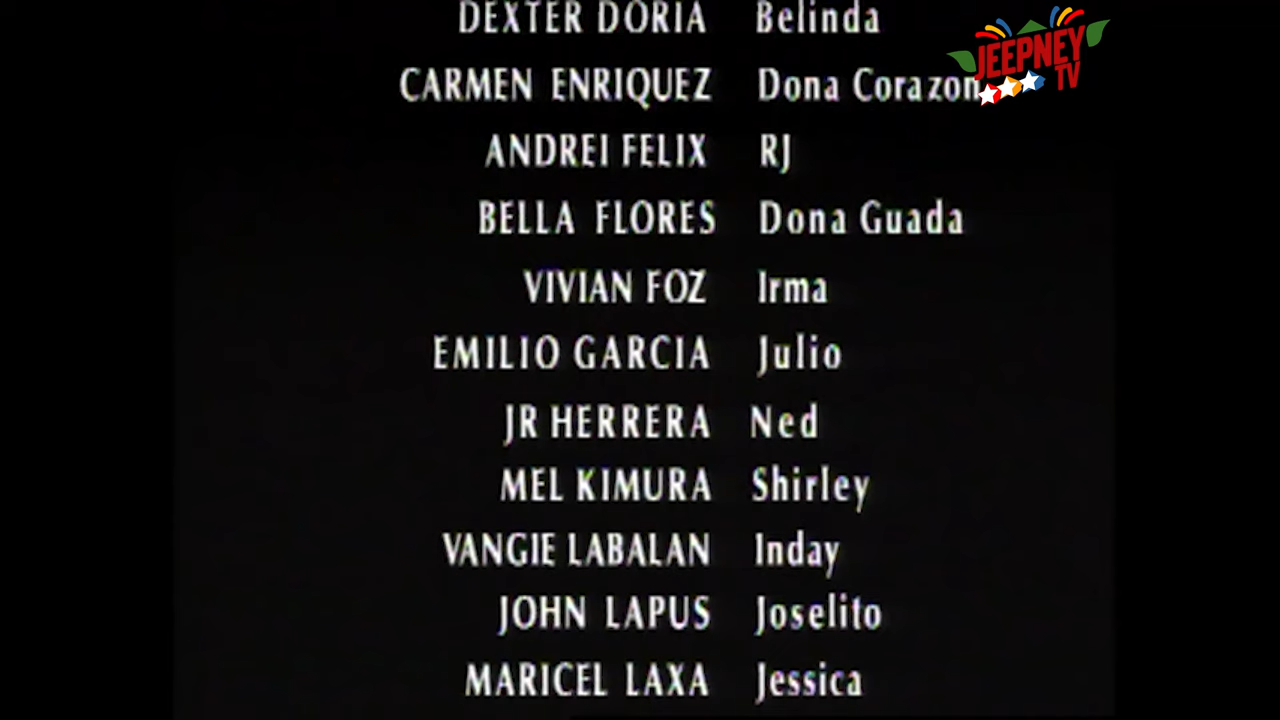 DEXTER DORIA Belinda
CARMEN ENRIQUEZ Dona Corazon
ANDREI FELIX RJ
BELLA FLORES Dona Guada
VIVIAN FOZ Irma
EMILIO GARCIA Julio
JR HERRERA Ned
MEL KIMURA Shirley
VANGIE LABALAN Inday
JOHN LAPUS Joselito
MARICEL LAXA Jessica
JEEPNEY
TV